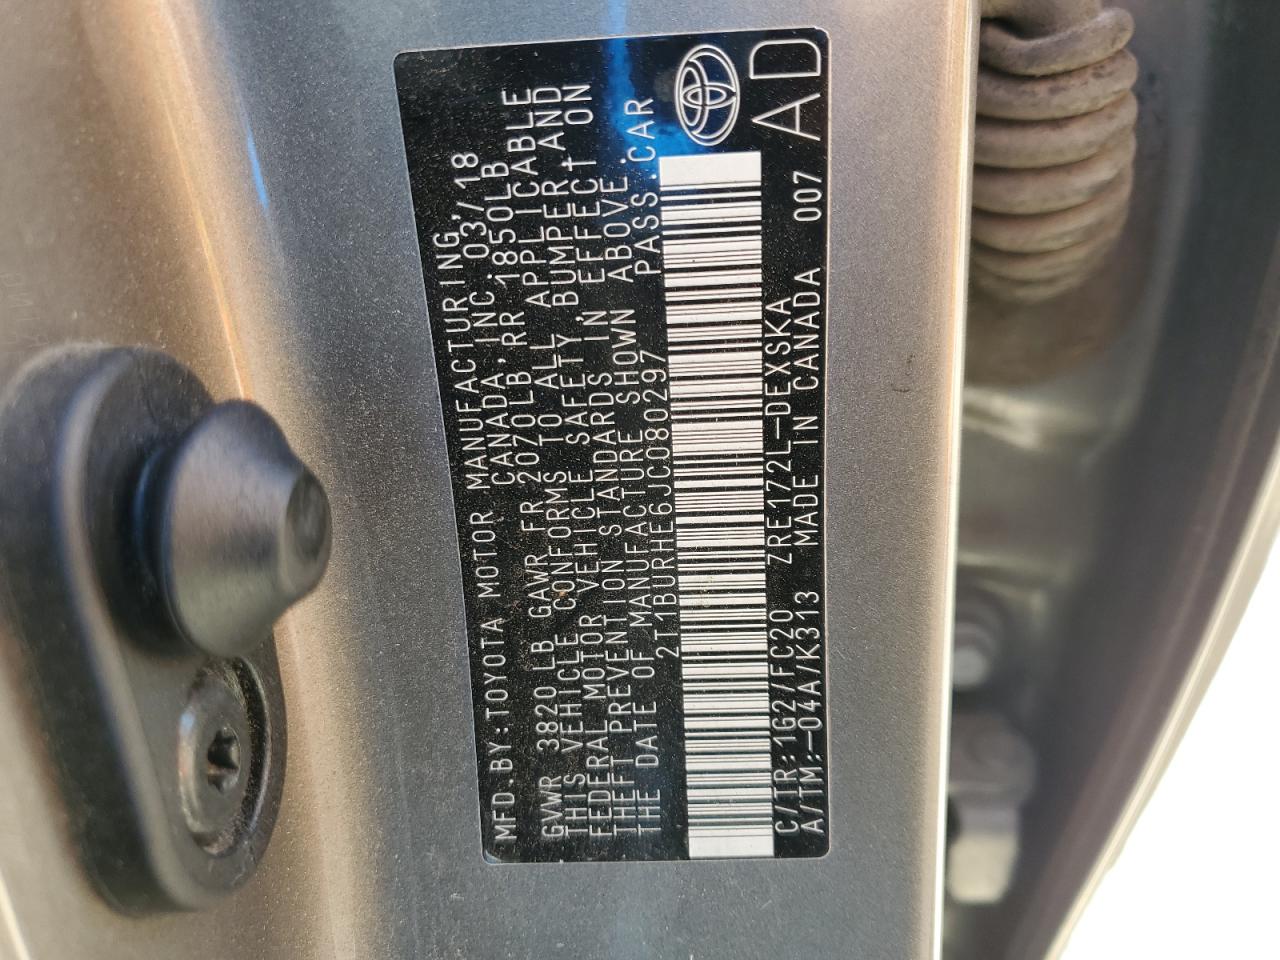 MFD.BY:TOYOTA MOTOR MANUFACTURING,
CANADA, INC. 03/18
GVWR 3820 LB GAWR FR 2070LB RR 1850LB
THIS VEHICLE CONFORMS TO ALL APPLICABLE
FEDERAL MOTOR VEHICLE SAFETY, BUMPER, AND
THEFT PREVENTION STANDARDS IN EFFECT ON
THE DATE OF MANUFACTURE SHOWN ABOVE.
2T1BURHE6JC080297 PASS.CAR
C/TR:1G2/FC20 ZRE172L-DEXSKA
A/TM:-04A/K313 MADE IN CANADA 007
AD